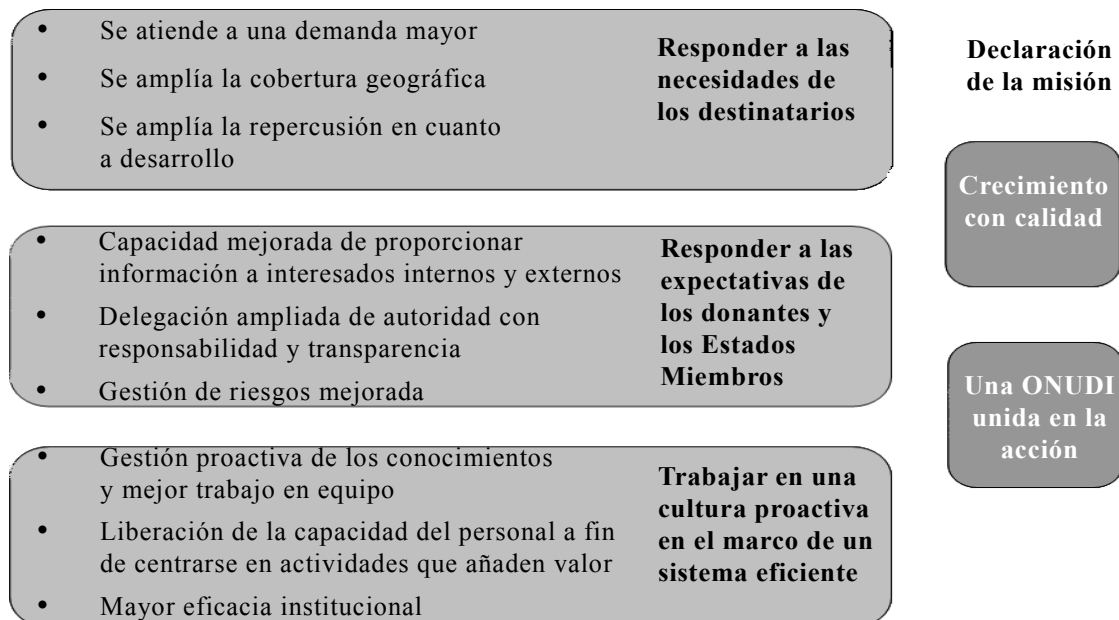 • Se atiende a una demanda mayor
• Se amplía la cobertura geográfica
• Se amplía la repercusión en cuanto
a desarrollo
Responder a las
necesidades de
los destinatarios
• Capacidad mejorada de proporcionar
información a interesados internos y externos
• Delegación ampliada de autoridad con
responsabilidad y transparencia
• Gestión de riesgos mejorada
Responder a las
expectativas de
los donantes y
los Estados
Miembros
• Gestión proactiva de los conocimientos
y mejor trabajo en equipo
• Liberación de la capacidad del personal a fin
de centrarse en actividades que añaden valor
• Mayor eficacia institucional
Trabajar en una
cultura proactiva
en el marco de un
sistema eficiente
Declaración
de la misión
Crecimiento
con calidad
Una ONUDI
unida en la
acción